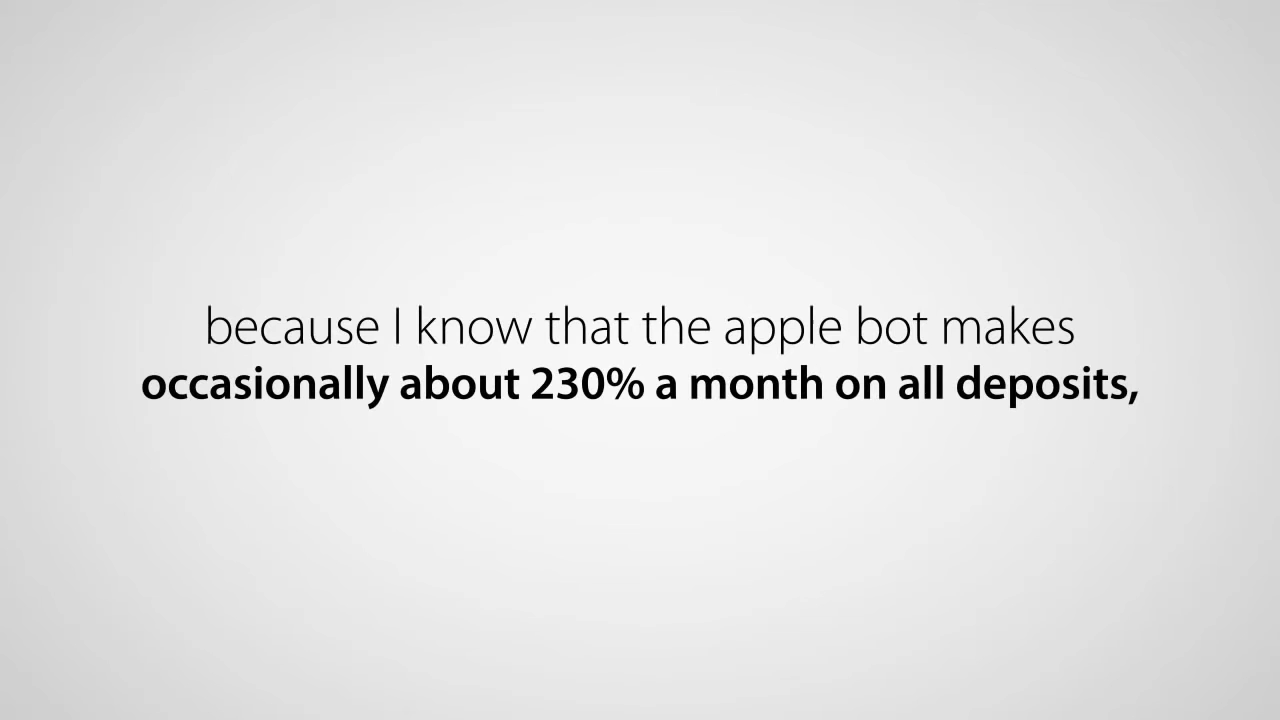 because I know that the apple bot makes
occasionally about 230% a month on all deposits,